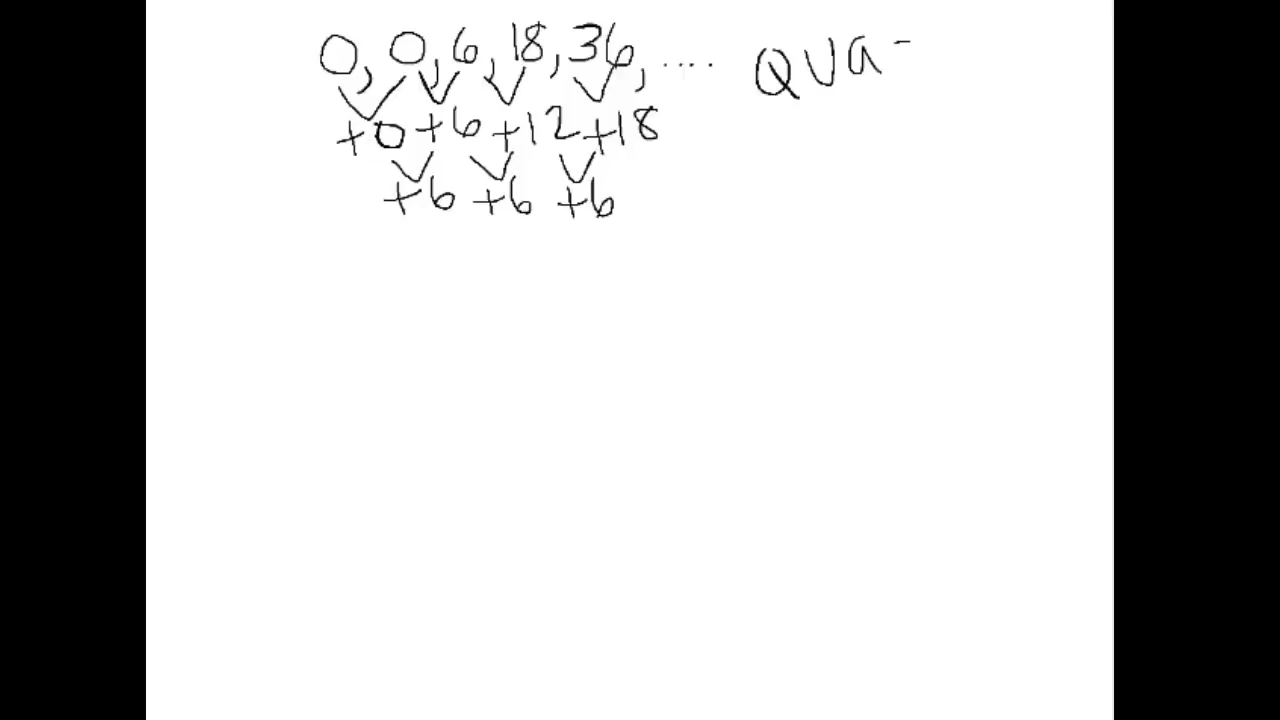 0, 0, 6, 18, 36, .... QUa
+0 +6 +12 +18
+6 +6 +6